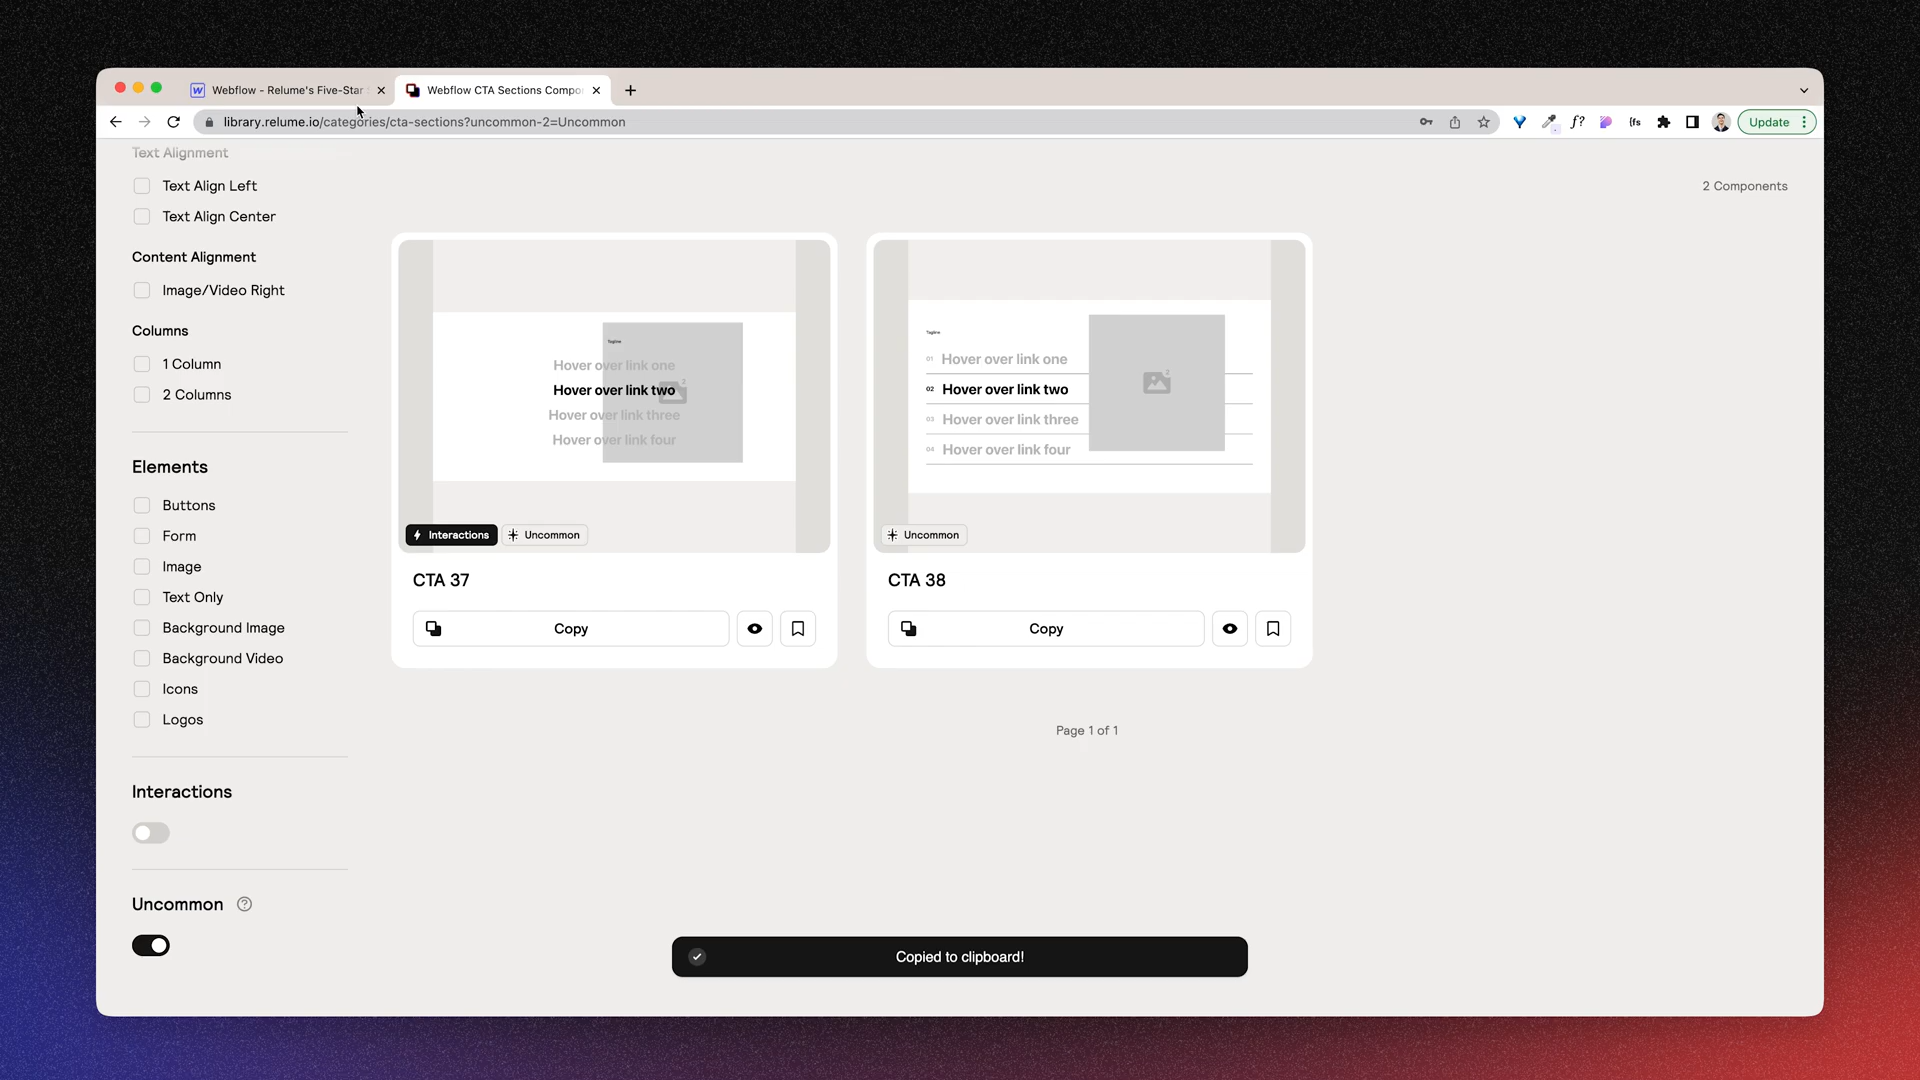 Webflow - Relume's Five-Star
Webflow CTA Sections Compo
library.relume.io/categories/cta-sections?uncommon-2=Uncommon
f?
{fs
Update
Text Alignment
Text Align Left
Text Align Center
Content Alignment
Image/Video Right
Columns
1 Column
2 Columns
Elements
Buttons
Form
Image
Text Only
Background Image
Background Video
Icons
Logos
Interactions
Uncommon
2 Components
Tagline
Hover over link one
Hover over link two
Hover over link three
Hover over link four
Interactions
Uncommon
CTA 37
Copy
Tagline
01 Hover over link one
02 Hover over link two
03 Hover over link three
04 Hover over link four
Uncommon
CTA 38
Copy
Page 1 of 1
Copied to clipboard!